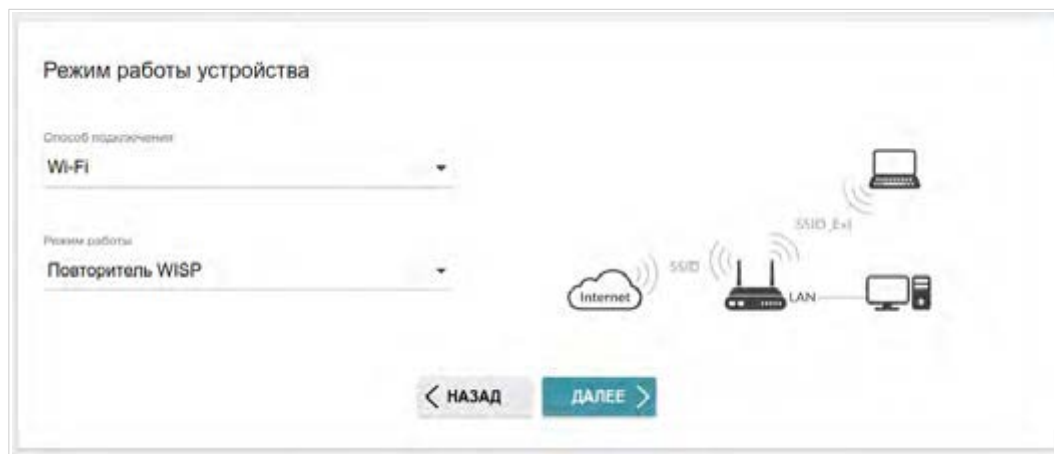 Режим работы устройства
Способ подключения
Wi-Fi
Режим работы
Повторитель WISP
SSID_Ext
SSID
Internet
LAN
НАЗАД
ДАЛЕЕ